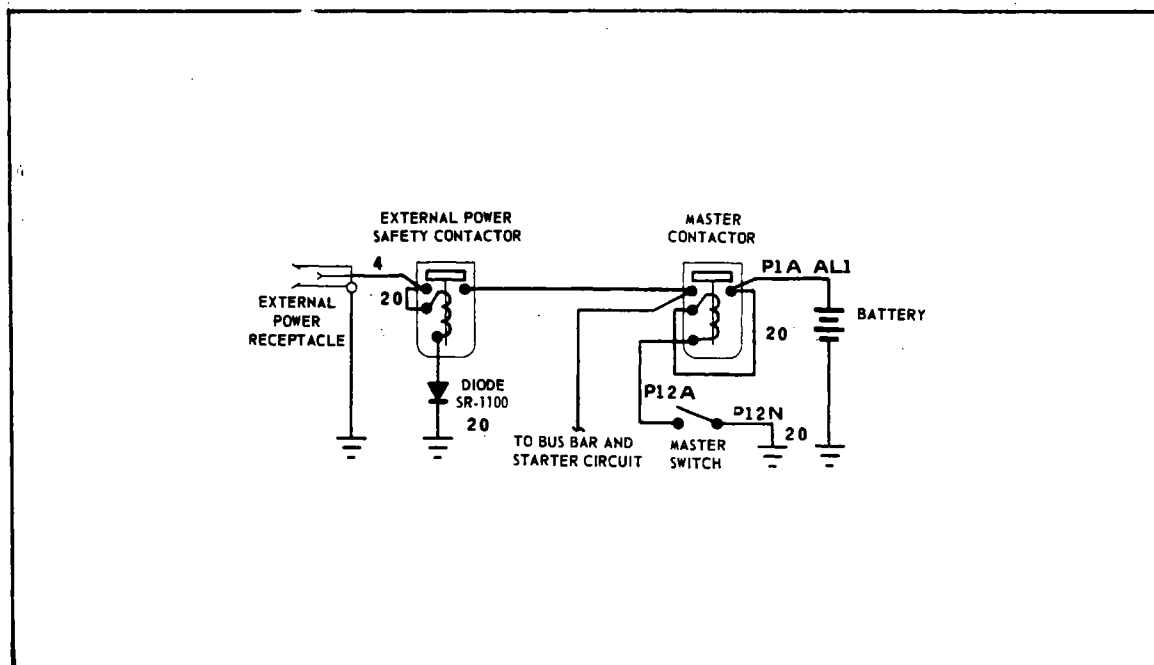 EXTERNAL POWER
SAFETY CONTACTOR
MASTER
CONTACTOR
4
P1A AL1
20
EXTERNAL
POWER
RECEPTACLE
BATTERY
20
DIODE
SR-1100
20
P12A
P12N
20
TO BUS BAR AND
STARTER CIRCUIT
MASTER
SWITCH